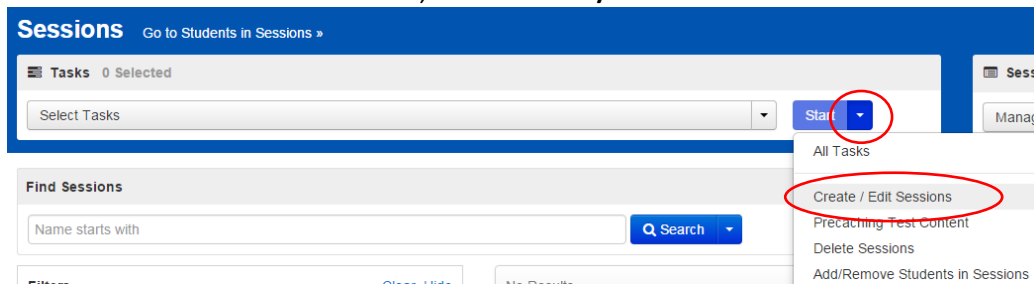 Sessions Go to Students in Sessions »
Tasks 0 Selected
Select Tasks
Start
Manag
All Tasks
Find Sessions
Create / Edit Sessions
Name starts with
Search
Precaching Test Content
Delete Sessions
Add/Remove Students in Sessions